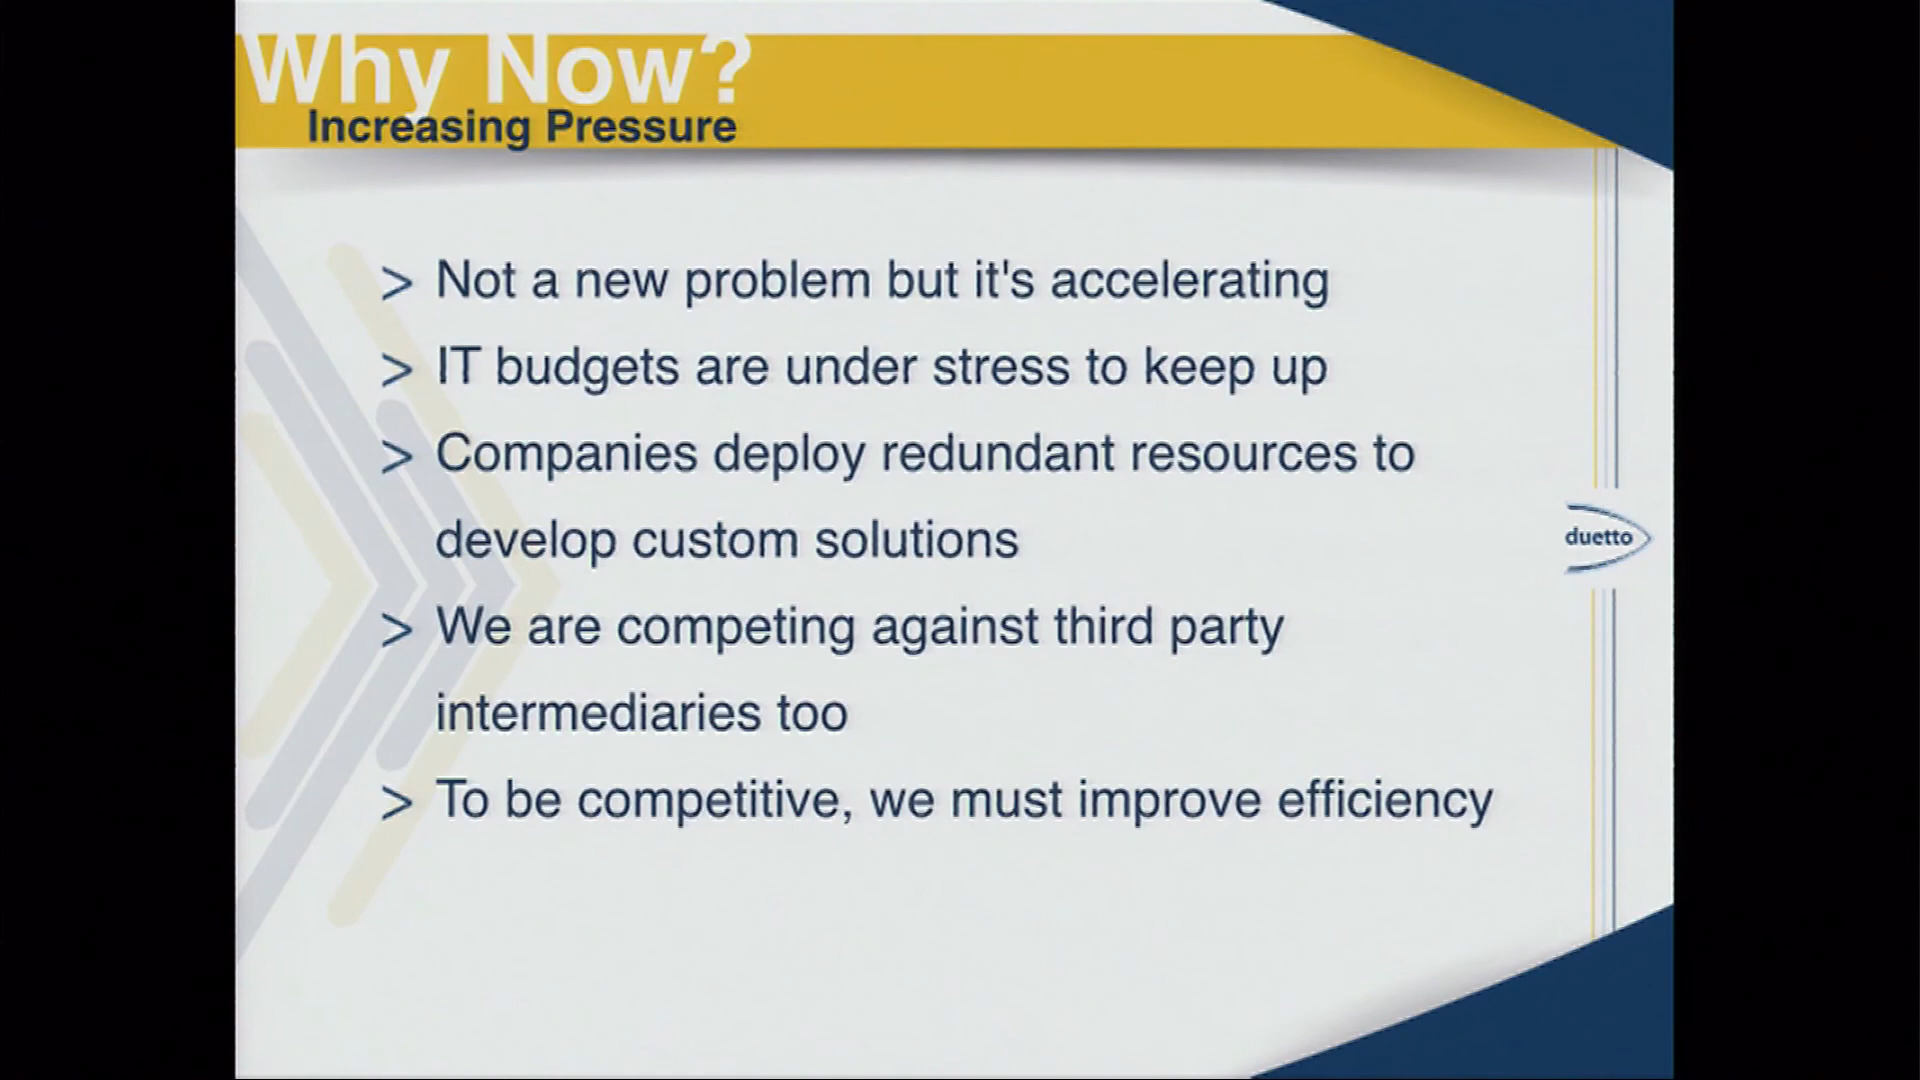 Why Now?
Increasing Pressure
> Not a new problem but it's accelerating
> IT budgets are under stress to keep up
> Companies deploy redundant resources to
develop custom solutions
> We are competing against third party
intermediaries too
> To be competitive, we must improve efficiency
duetto